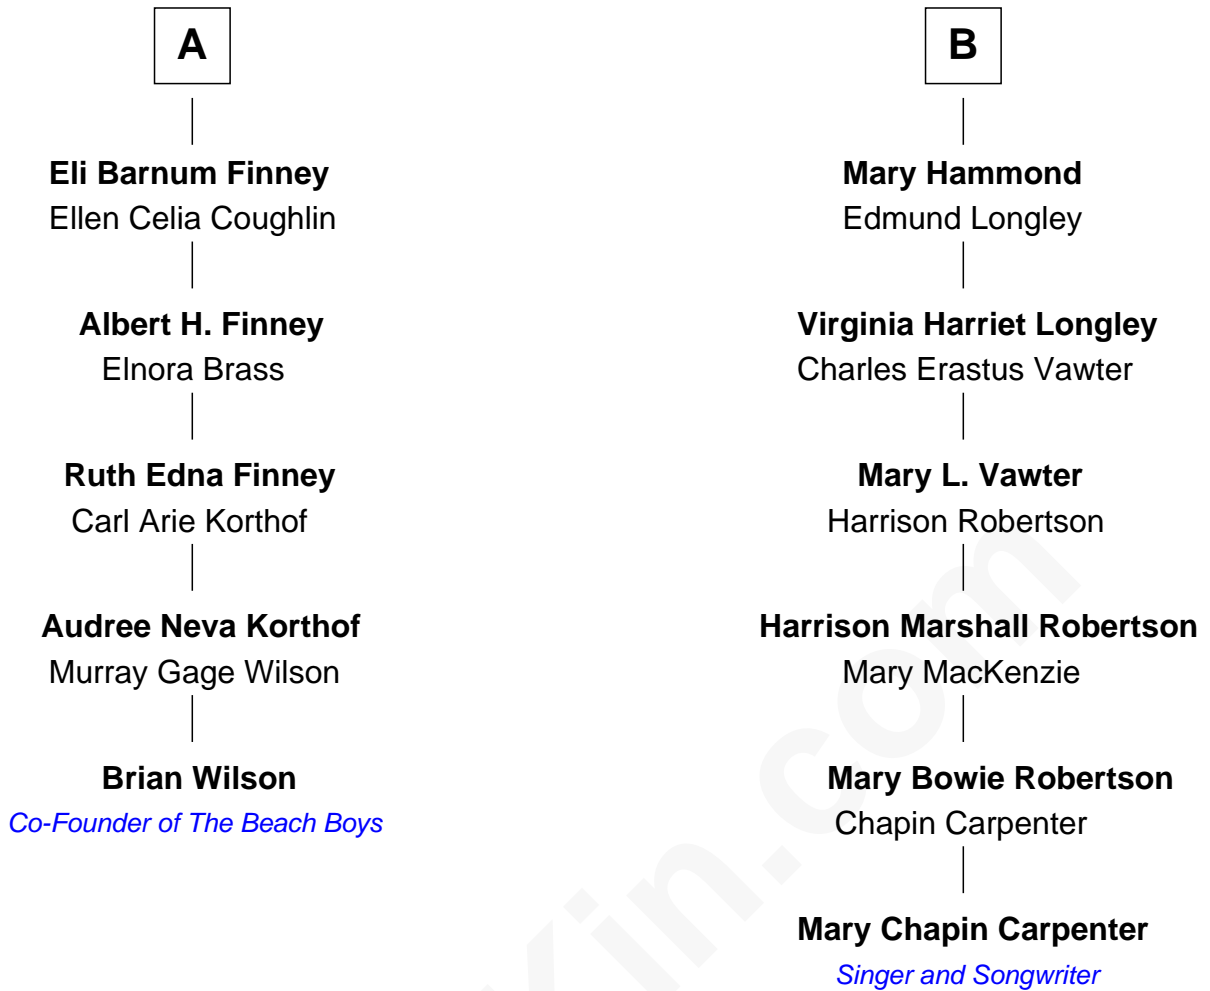 A
Eli Barnum Finney
Ellen Celia Coughlin
Albert H. Finney
Elnora Brass
Ruth Edna Finney
Carl Arie Korthof
Audree Neva Korthof
Murray Gage Wilson
Brian Wilson
Co-Founder of The Beach Boys
B
Mary Hammond
Edmund Longley
Virginia Harriet Longley
Charles Erastus Vawter
Mary L. Vawter
Harrison Robertson
Harrison Marshall Robertson
Mary MacKenzie
Mary Bowie Robertson
Chapin Carpenter
Mary Chapin Carpenter
Singer and Songwriter
Kin.com